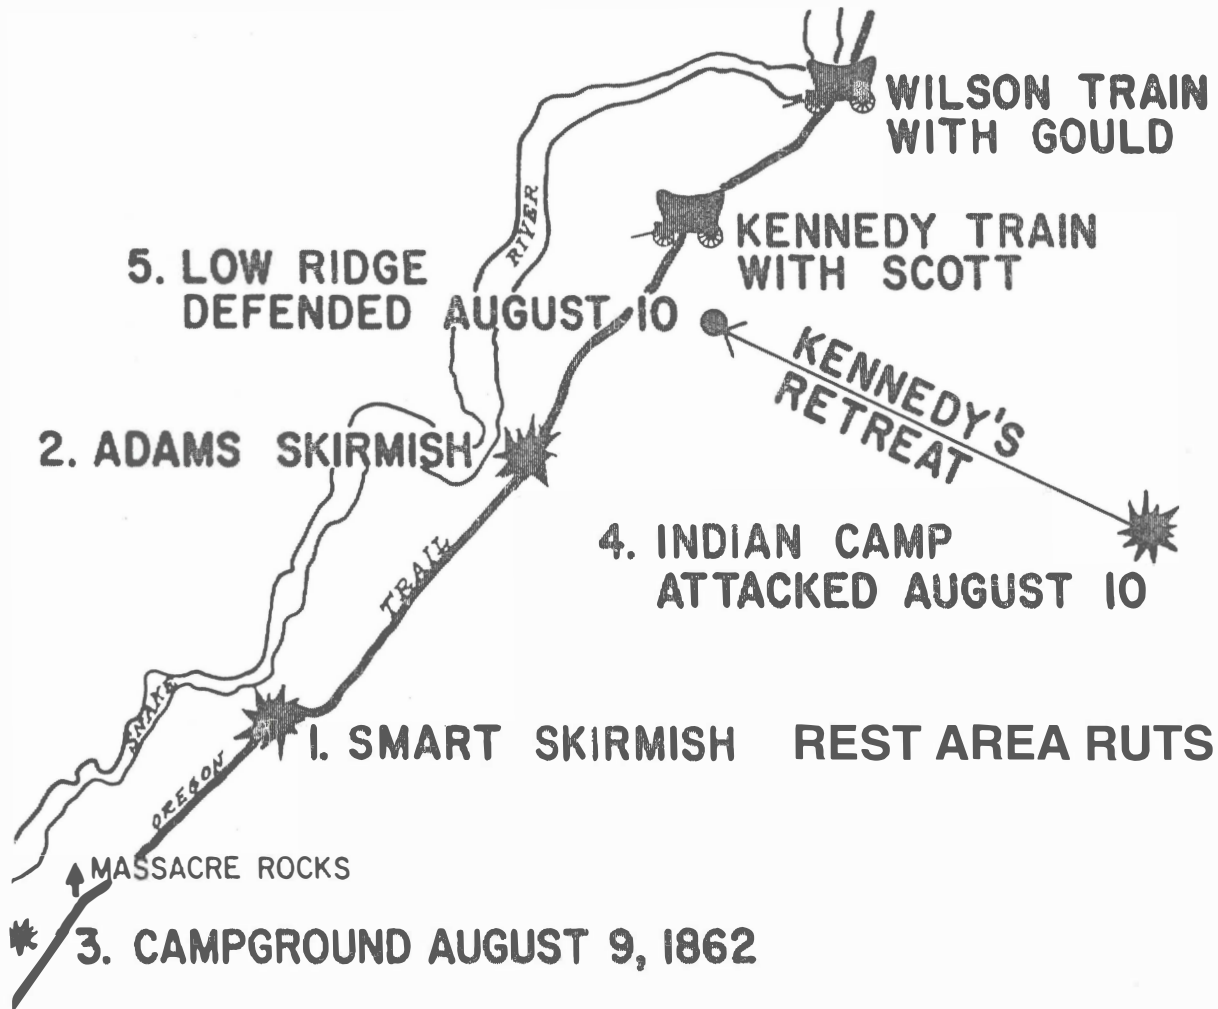 WILSON TRAIN
WITH GOULD
KENNEDY TRAIN
WITH SCOTT
RIVER
5. LOW RIDGE
DEFENDED AUGUST 10
KENNEDY'S
RETREAT
2. ADAMS SKIRMISH
4. INDIAN CAMP
ATTACKED AUGUST 10
TRAIL
SNAKE
1. SMART SKIRMISH REST AREA RUTS
OREGON
MASSACRE ROCKS
3. CAMPGROUND AUGUST 9, 1862